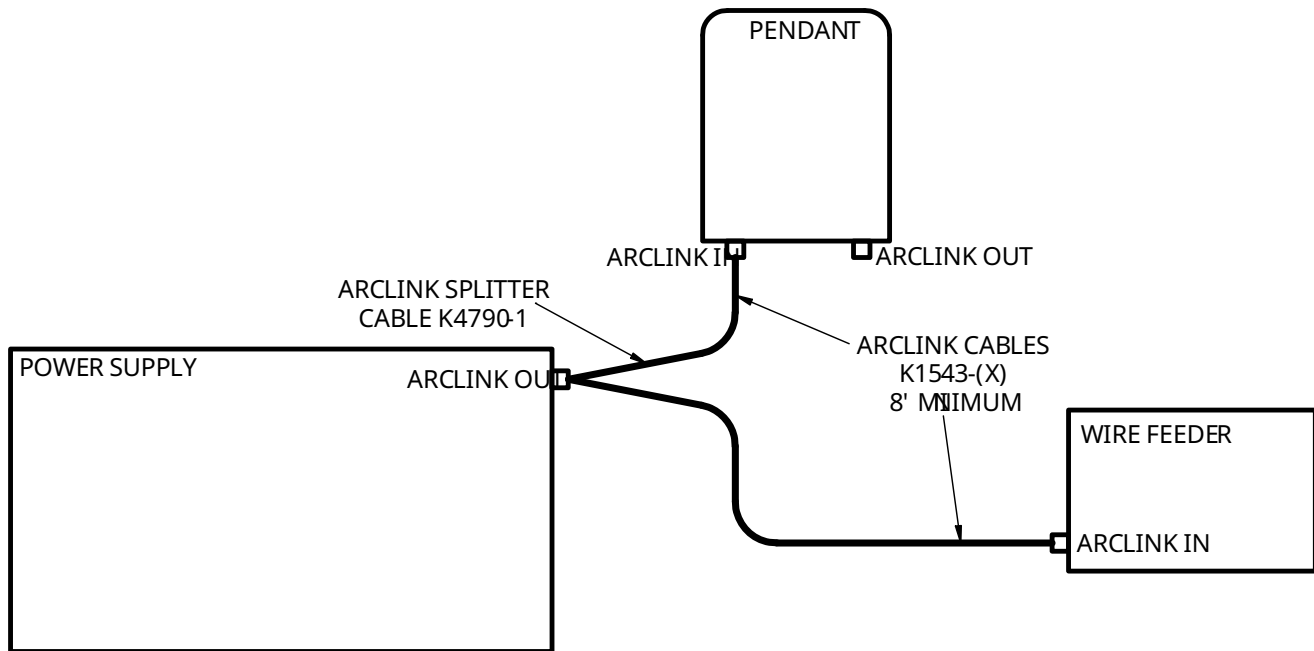 PENDANT
ARCLINK IN
ARCLINK OUT
ARCLINK SPLITTER
CABLE K4790-1
POWER SUPPLY
ARCLINK OUT
ARCLINK CABLES
K1543-(X)
8' MINIMUM
WIRE FEEDER
ARCLINK IN